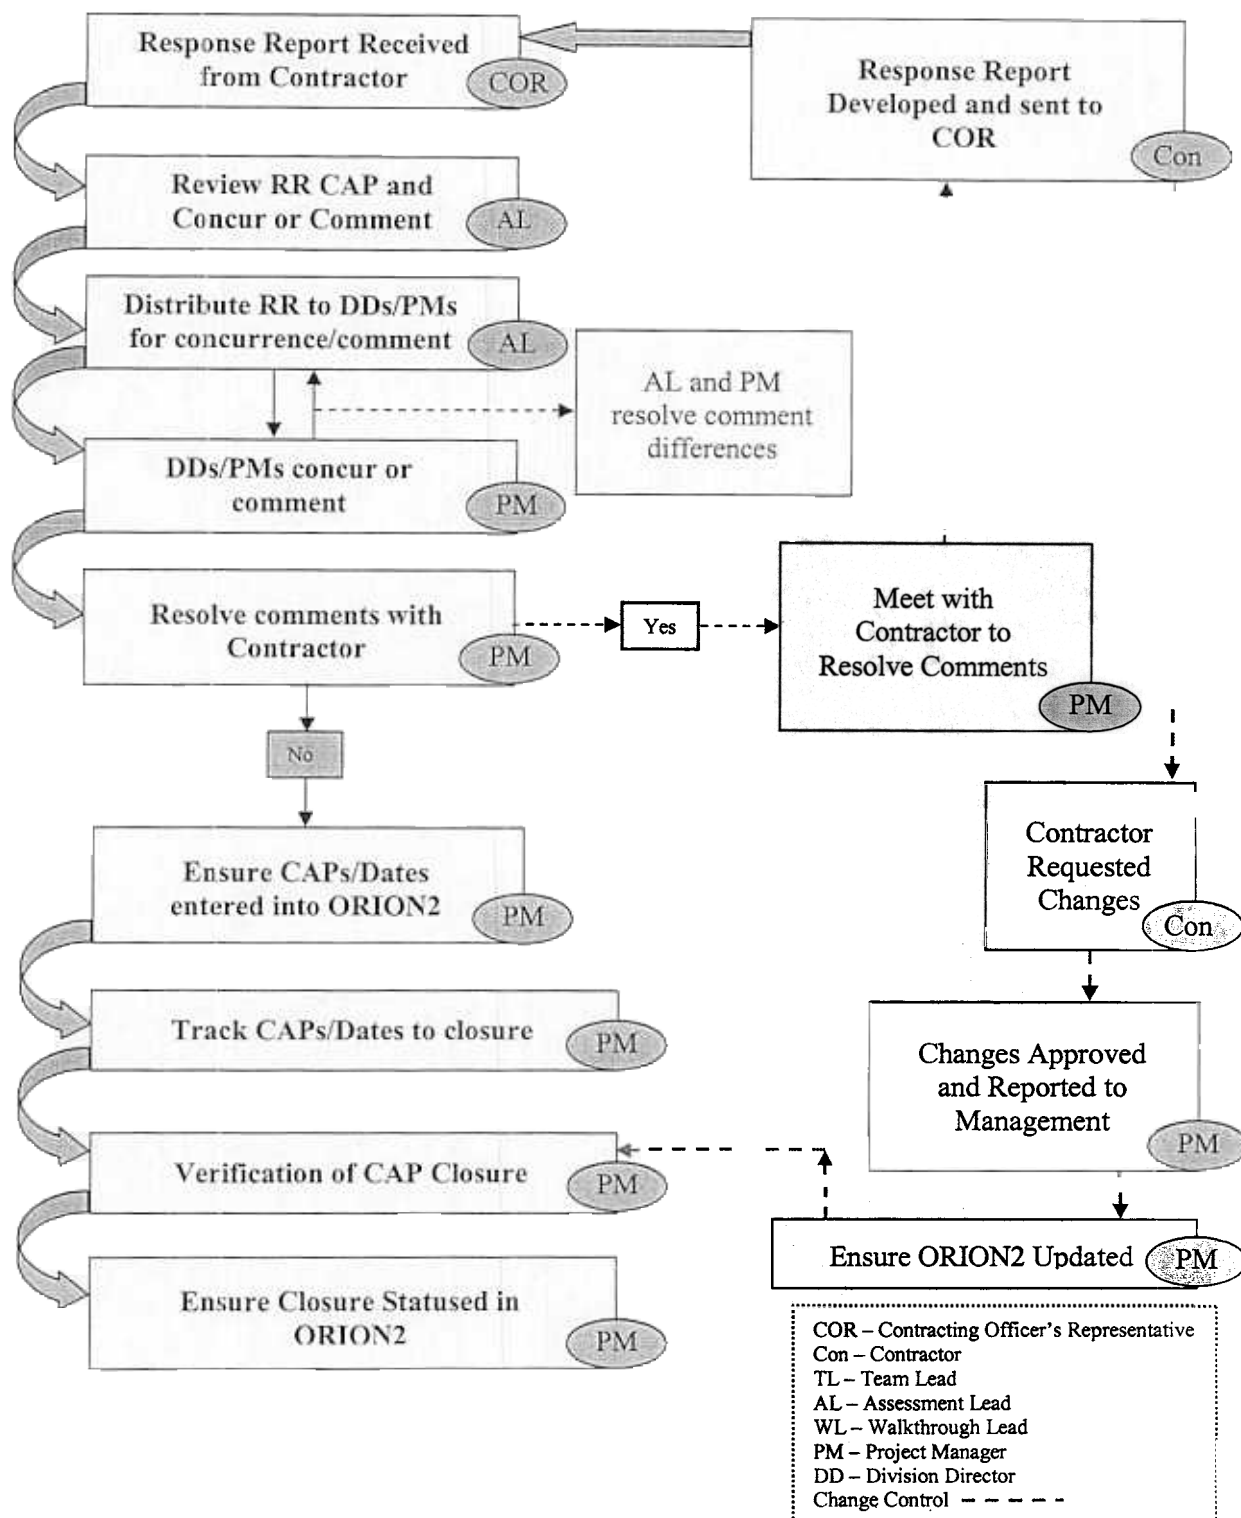 Response Report Received
from Contractor
COR
Response Report
Developed and sent to
COR
Con
Review RR CAP and
Concur or Comment
AL
Distribute RR to DDs/PMs
for concurrence/comment
AL
AL and PM
resolve comment
differences
DDs/PMs concur or
comment
PM
Resolve comments with
Contractor
PM
Yes
Meet with
Contractor to
Resolve Comments
PM
No
Contractor
Requested
Changes
Con
Ensure CAPs/Dates
entered into ORION2
PM
Track CAPs/Dates to closure
PM
Changes Approved
and Reported to
Management
PM
Verification of CAP Closure
PM
Ensure ORION2 Updated
PM
Ensure Closure Statused in
ORION2
PM
COR – Contracting Officer's Representative
Con – Contractor
TL – Team Lead
AL – Assessment Lead
WL – Walkthrough Lead
PM – Project Manager
DD – Division Director
Change Control